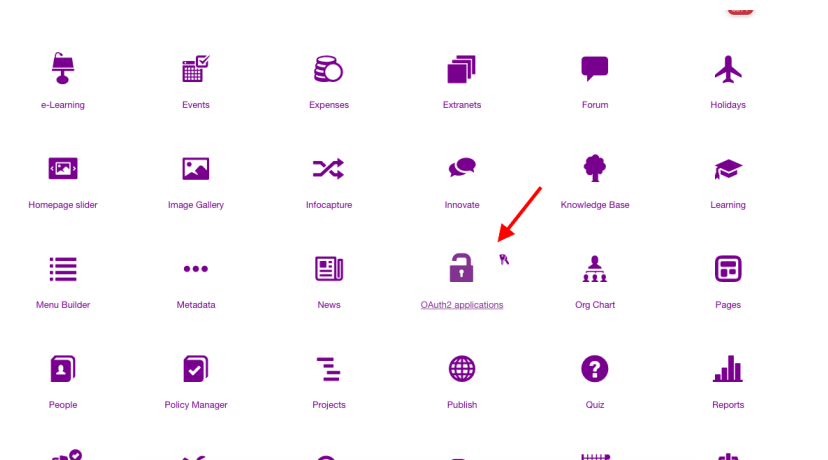 e-Learning
Events
Expenses
Extranets
Forum
Holidays
Homepage slider
Image Gallery
Infocapture
Innovate
Knowledge Base
Learning
Menu Builder
Metadata
News
OAuth2 applications
Org Chart
Pages
People
Policy Manager
Projects
Publish
Quiz
Reports